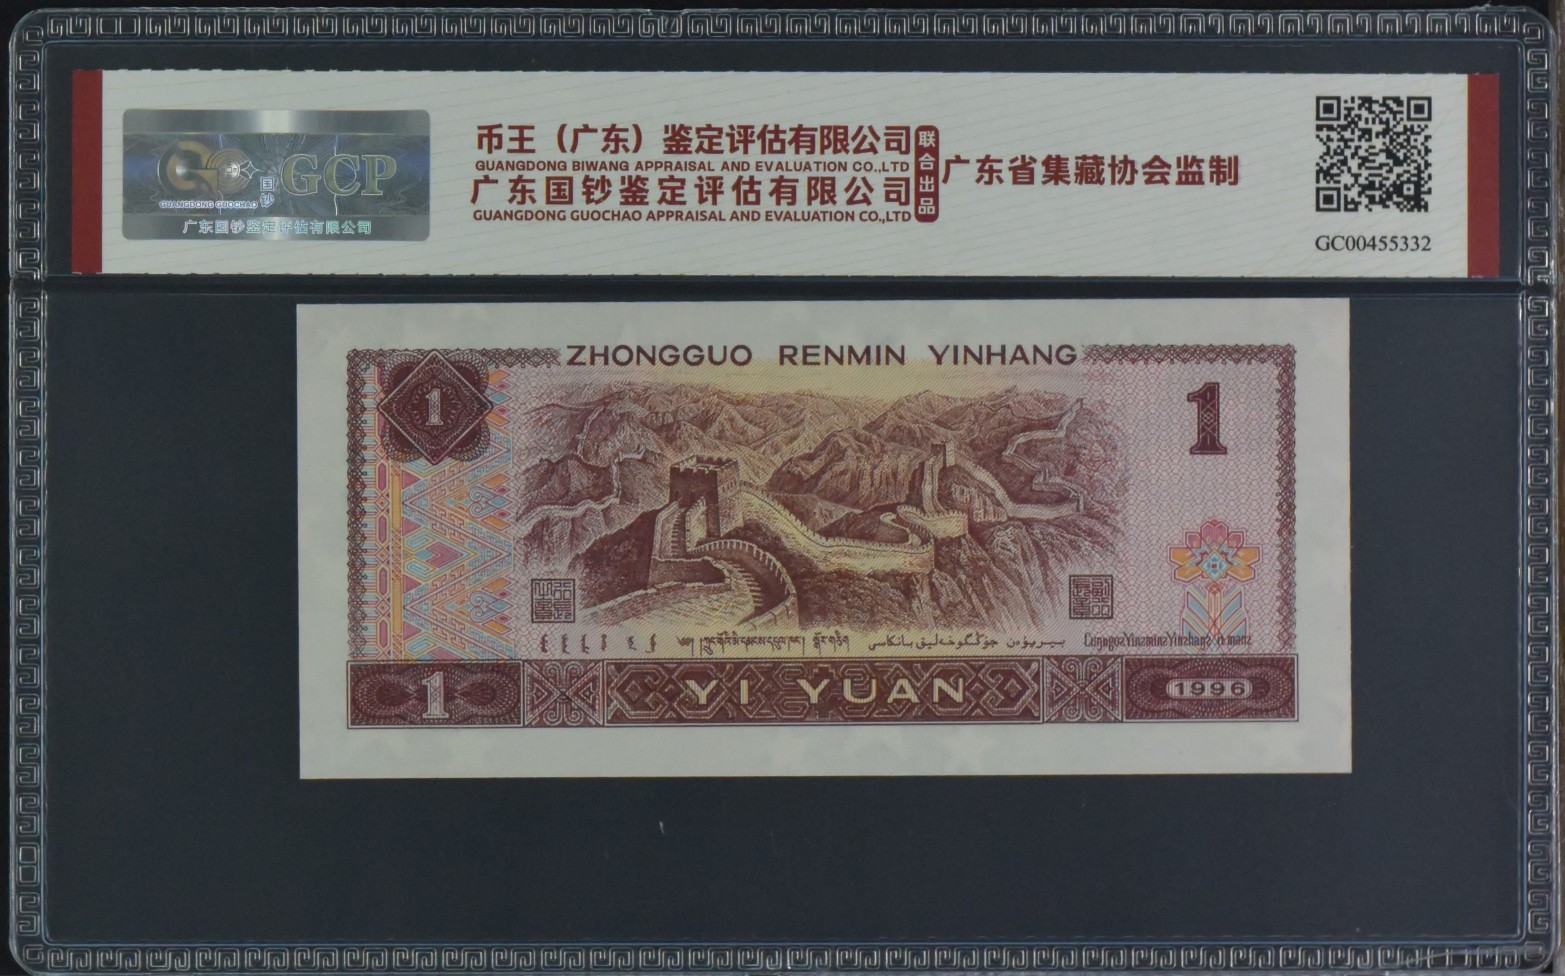 GCP
国钞
GUANGDONG GUOCHAO
广东国钞鉴定评估有限公司
币王（广东）鉴定评估有限公司
GUANGDONG BIWANG APPRAISAL AND EVALUATION CO.,LTD
广东国钞鉴定评估有限公司
GUANGDONG GUOCHAO APPRAISAL AND EVALUATION CO.,LTD
联合出品
广东省集藏协会监制
GC00455332
ZHONGGUO RENMIN YINHANG
1
1
1
YI YUAN
1996